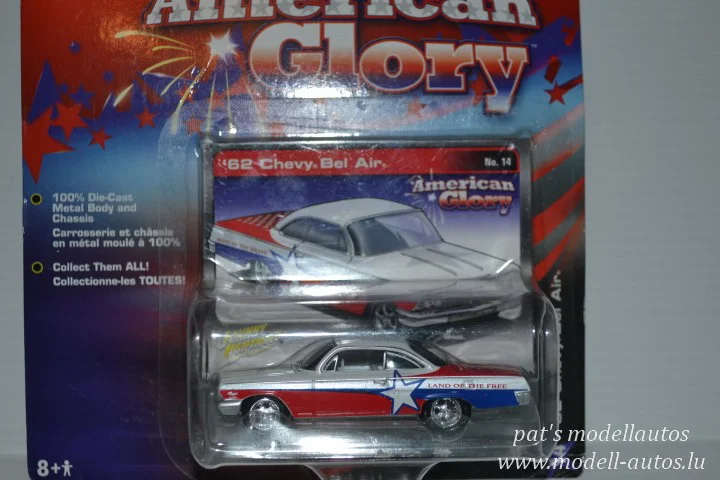 American
Glory™
'62 Chevy® Bel Air®
No. 14
American
Glory
100% Die-Cast
Metal Body and
Chassis
Carrosserie et châssis
en métal moulé à 100%
Collect Them ALL!
Collectionne-les TOUTES!
LAND OF THE FREE
8+
pat's modellautos
www.modell-autos.lu